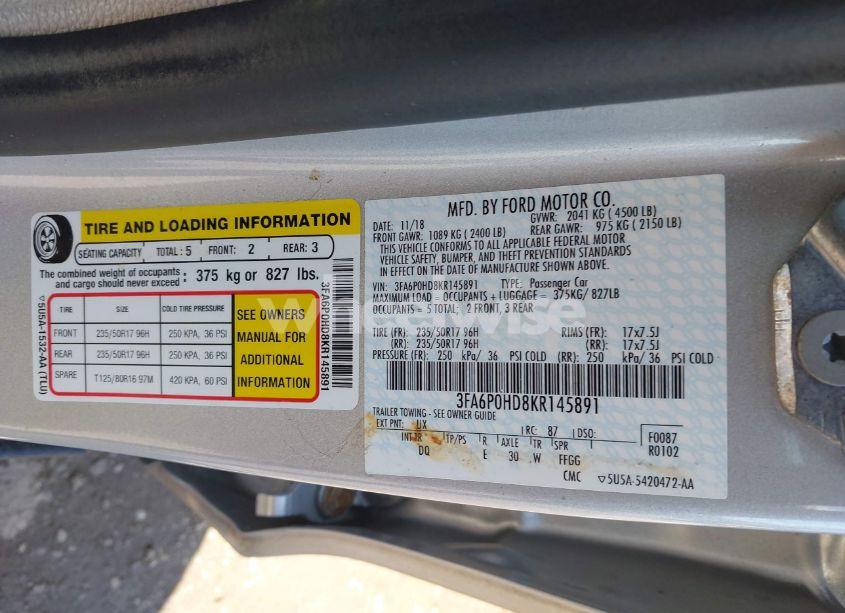 TIRE AND LOADING INFORMATION
SEATING CAPACITY TOTAL : 5 FRONT: 2 REAR: 3
The combined weight of occupants and cargo should never exceed : 375 kg or 827 lbs.
TIRE SIZE COLD TIRE PRESSURE
FRONT 235/50R17 96H 250 KPA, 36 PSI
REAR 235/50R17 96H 250 KPA, 36 PSI
SPARE T125/80R16 97M 420 KPA, 60 PSI
SEE OWNERS
MANUAL FOR
ADDITIONAL
INFORMATION
▽5U5A-1532-AA (TLU)
3FA6P0HD8KR145891
MFD. BY FORD MOTOR CO.
DATE: 11/18 GVWR: 2041 KG ( 4500 LB)
FRONT GAWR: 1089 KG ( 2400 LB) REAR GAWR: 975 KG ( 2150 LB)
THIS VEHICLE CONFORMS TO ALL APPLICABLE FEDERAL MOTOR
VEHICLE SAFETY, BUMPER, AND THEFT PREVENTION STANDARDS
IN EFFECT ON THE DATE OF MANUFACTURE SHOWN ABOVE.
VIN: 3FA6P0HD8KR145891 TYPE: Passenger Car
MAXIMUM LOAD = OCCUPANTS + LUGGAGE = 375KG/ 827LB
OCCUPANTS = 5 TOTAL; 2 FRONT, 3 REAR
TIRE (FR): 235/50R17 96H RIMS (FR): 17x7.5J
(RR): 235/50R17 96H (RR): 17x7.5J
PRESSURE (FR): 250 kPa/ 36 PSI COLD (RR): 250 kPa/ 36 PSI COLD
3FA6P0HD8KR145891
TRAILER TOWING - SEE OWNER GUIDE
EXT PNT: UX RC: 87 DSO: F0087
INT TR TP/PS R AXLE TR SPR R0102
DQ E 30 W FFGG
CMC ▽5U5A-5420472-AA